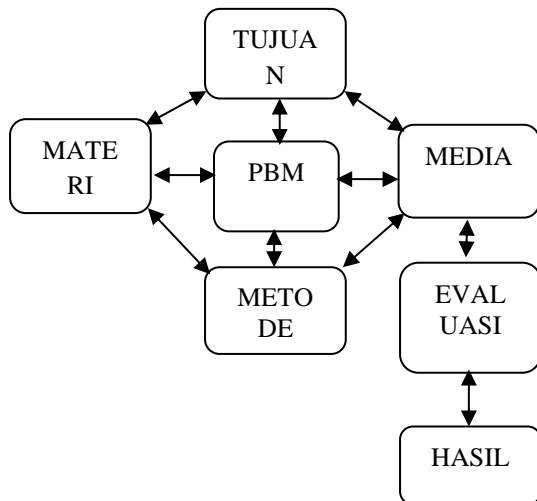 TUJUA
N
MATE
RI
PBM
MEDIA
METO
DE
EVAL
UASI
HASIL